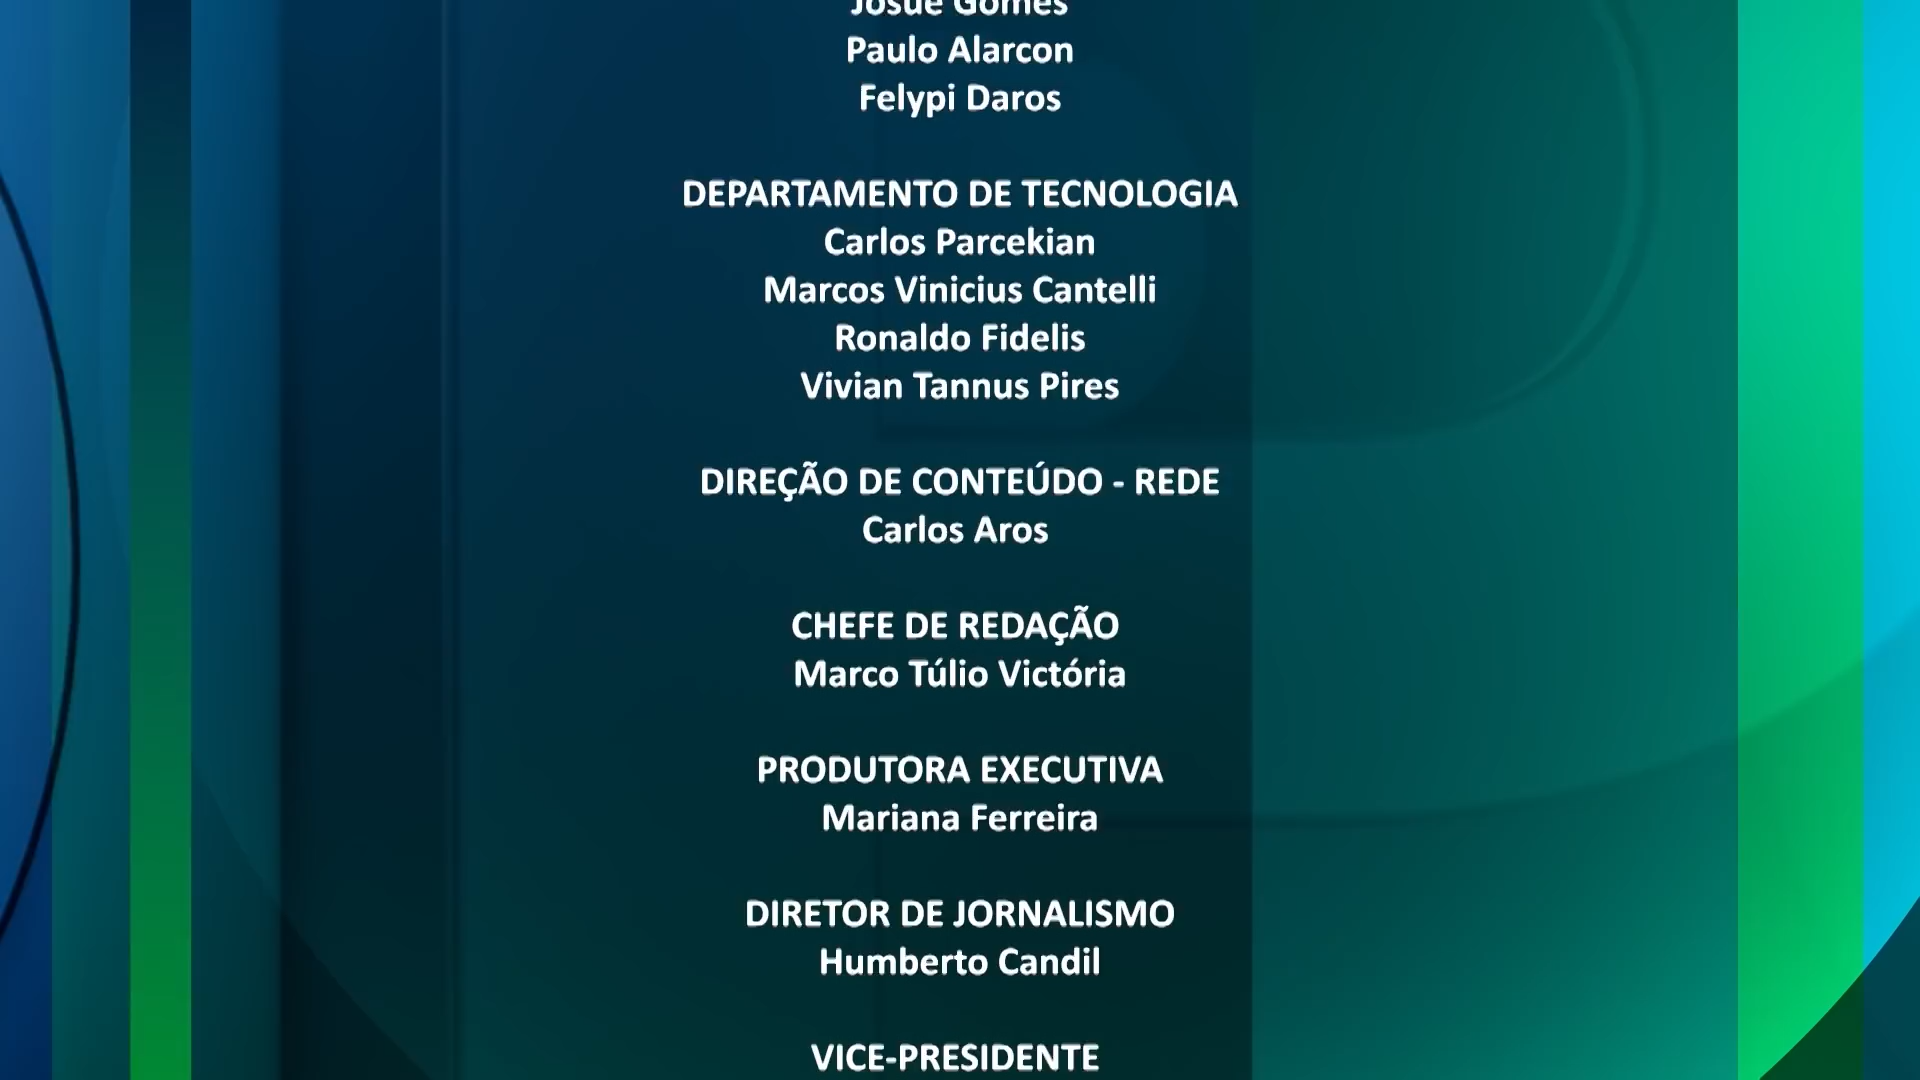 Josué Gomes
Paulo Alarcon
Felypi Daros
DEPARTAMENTO DE TECNOLOGIA
Carlos Parcekian
Marcos Vinicius Cantelli
Ronaldo Fidelis
Vivian Tannus Pires
DIREÇÃO DE CONTEÚDO - REDE
Carlos Aros
CHEFE DE REDAÇÃO
Marco Túlio Victória
PRODUTORA EXECUTIVA
Mariana Ferreira
DIRETOR DE JORNALISMO
Humberto Candil
VICE-PRESIDENTE